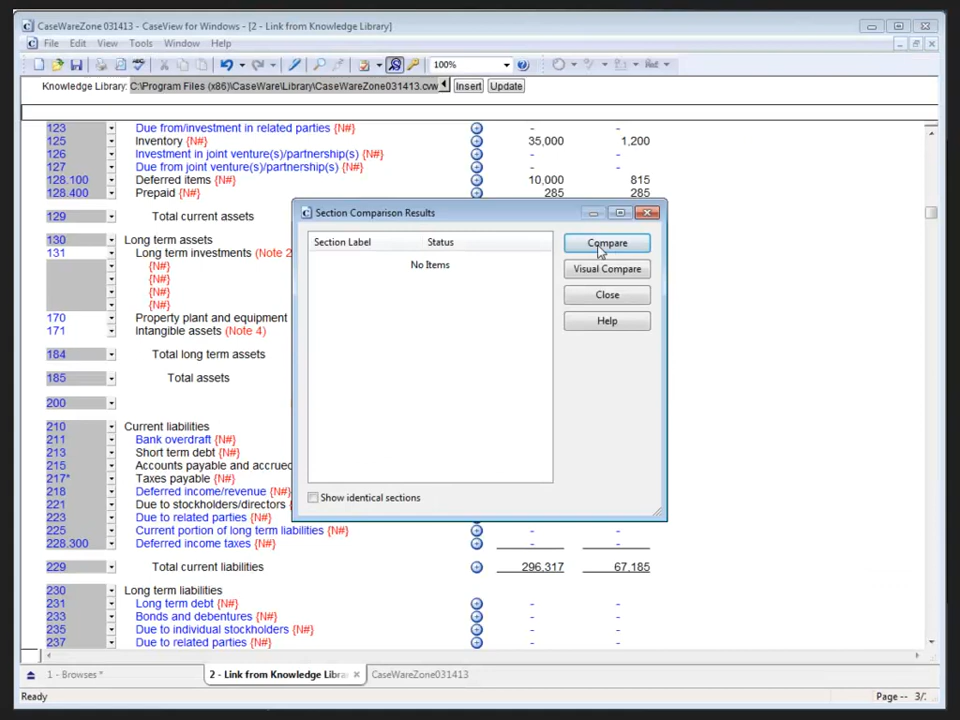 CaseWareZone 031413 - CaseView for Windows - [2 - Link from Knowledge Library]
File Edit View Tools Window Help
100%
Knowledge Library: C:\Program Files (x86)\CaseWare\Library\CaseWareZone031413.cvw Insert Update
123 Due from/investment in related parties {N#} - -
125 Inventory {N#} 35,000 1,200
126 Investment in joint venture(s)/partnership(s) {N#} - -
127 Due from joint venture(s)/partnership(s) {N#} - -
128.100 Deferred items {N#} 10,000 815
128.400 Prepaid {N#} 285 285
129 Total current assets
130 Long term assets
131 Long term investments (Note 2
{N#}
{N#}
{N#}
{N#}
170 Property plant and equipment
171 Intangible assets (Note 4)
184 Total long term assets
185 Total assets
200
210 Current liabilities
211 Bank overdraft {N#}
213 Short term debt {N#}
215 Accounts payable and accrued
217* Taxes payable {N#}
218 Deferred income/revenue {N#}
221 Due to stockholders/directors {
223 Due to related parties {N#} - -
225 Current portion of long term liabilities {N#} - -
228.300 Deferred income taxes {N#} - -
229 Total current liabilities 296,317 67,185
230 Long term liabilities
231 Long term debt {N#} - -
233 Bonds and debentures {N#} - -
235 Due to individual stockholders {N#} - -
237 Due to related parties {N#} - -
Section Comparison Results
Section Label Status
No Items
Compare
Visual Compare
Close
Help
Show identical sections
1 - Browses * 2 - Link from Knowledge Libra CaseWareZone031413
Ready Page -- 3/